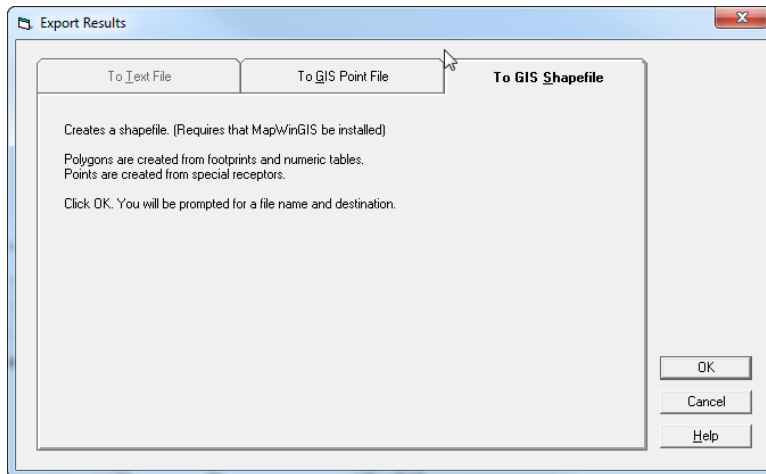 Export Results
To Text File
To GIS Point File
To GIS Shapefile
Creates a shapefile. (Requires that MapWinGIS be installed)
Polygons are created from footprints and numeric tables.
Points are created from special receptors.
Click OK. You will be prompted for a file name and destination.
OK
Cancel
Help